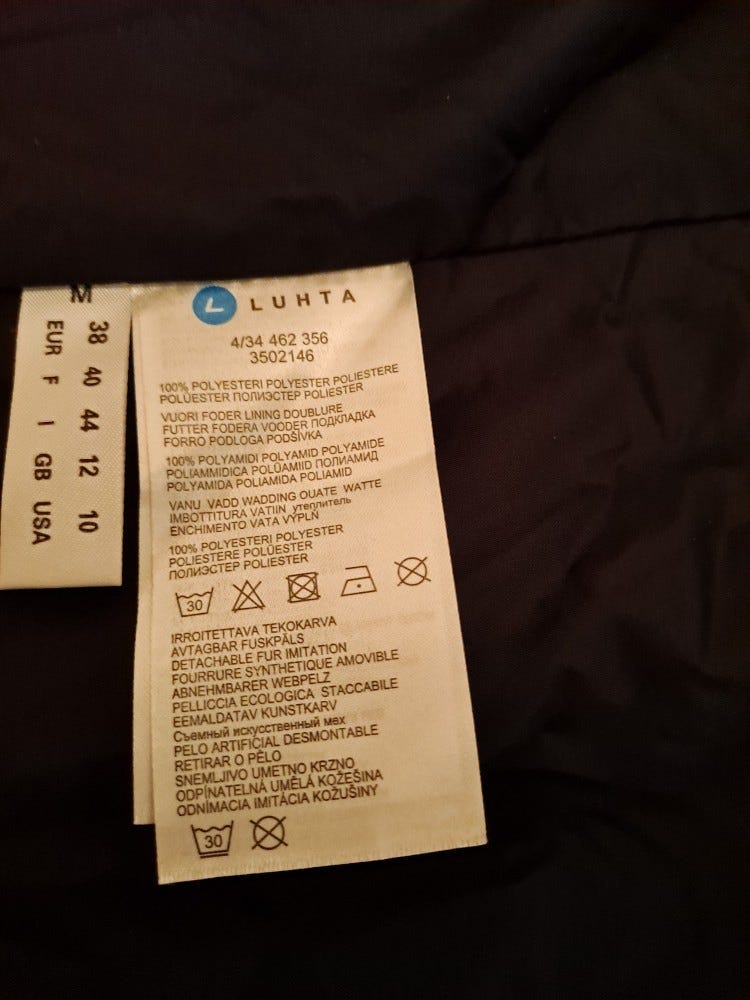 M
EUR 38
F 40
I 44
GB 12
USA 10
L LUHTA
4/34 462 356
3502146
100% POLYESTERI POLYESTER POLIESTERE
POLÜESTER ПОЛИЭСТЕР POLIESTER
VUORI FODER LINING DOUBLURE
FUTTER FODERA VOODER ПОДКЛАДКА
FORRO PODLOGA PODŠÍVKA
100% POLYAMIDI POLYAMID POLYAMIDE
POLIAMMIDICA POLÜAMIID ПОЛИАМИД
POLYAMIDA POLIAMIDA POLIAMID
VANU VADD WADDING OUATE WATTE
IMBOTTITURA VATIIN утеплитель
ENCHIMENTO VATA VÝPLŇ
100% POLYESTERI POLYESTER
POLIESTERE POLÜESTER
ПОЛИЭСТЕР POLIESTER
30
IRROITETTAVA TEKOKARVA
AVTAGBAR FUSKPÄLS
DETACHABLE FUR IMITATION
FOURRURE SYNTHETIQUE AMOVIBLE
ABNEHMBARER WEBPELZ
PELLICCIA ECOLOGICA STACCABILE
EEMALDATAV KUNSTKARV
Съемный искусственный мех
PELO ARTIFICIAL DESMONTABLE
RETIRAR O PÊLO
SNEMLJIVO UMETNO KRZNO
ODPÍNATELNÁ UMĚLÁ KOŽEŠINA
ODNÍMACIA IMITÁCIA KOŽUŠINY
30